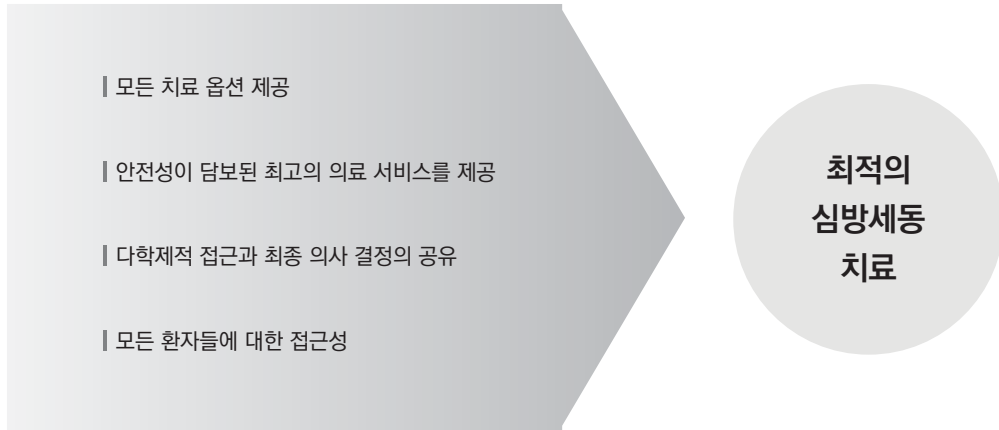 모든 치료 옵션 제공
안전성이 담보된 최고의 의료 서비스를 제공
다학제적 접근과 최종 의사 결정의 공유
모든 환자들에 대한 접근성
최적의
심방세동
치료